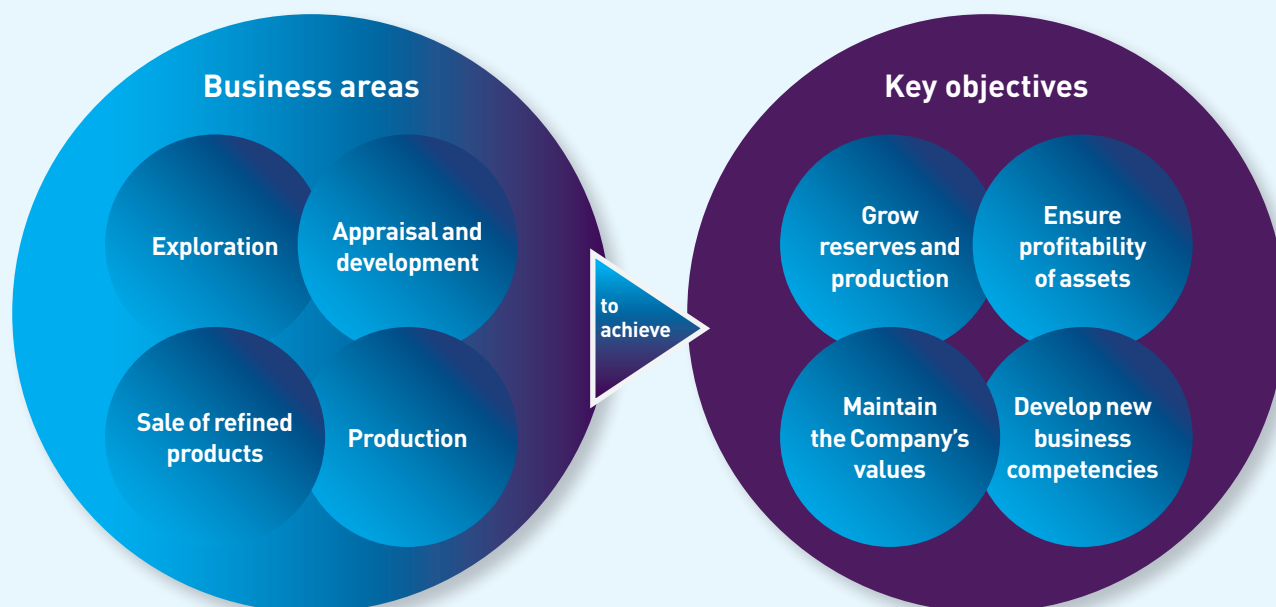 Business areas
Exploration
Appraisal and
development
Sale of refined
products
Production
to
achieve
Key objectives
Grow
reserves and
production
Ensure
profitability
of assets
Maintain
the Company’s
values
Develop new
business
competencies